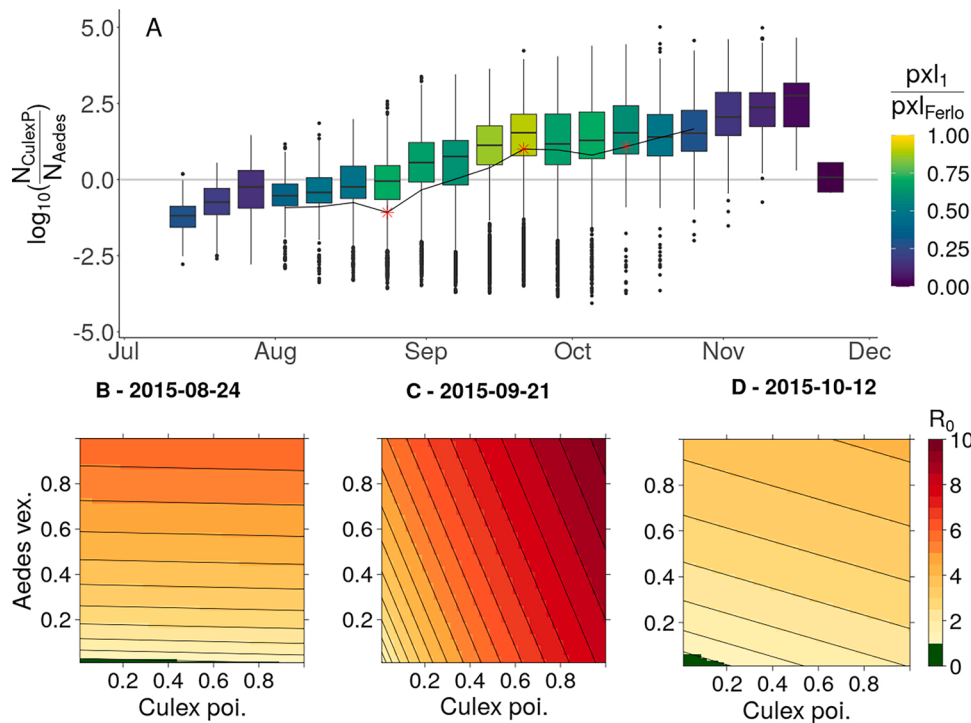 A
5.0
2.5
0.0
-2.5
-5.0
log10(NCulexP/NAedes)
Jul Aug Sep Oct Nov Dec
pxl1
pxlFerlo
1.00
0.75
0.50
0.25
0.00
B - 2015-08-24 C - 2015-09-21 D - 2015-10-12
R0
10
8
6
4
2
0
Aedes vex.
0.8
0.6
0.4
0.2
0.2 0.4 0.6 0.8
Culex poi.
0.8
0.6
0.4
0.2
0.2 0.4 0.6 0.8
Culex poi.
0.8
0.6
0.4
0.2
0.2 0.4 0.6 0.8
Culex poi.